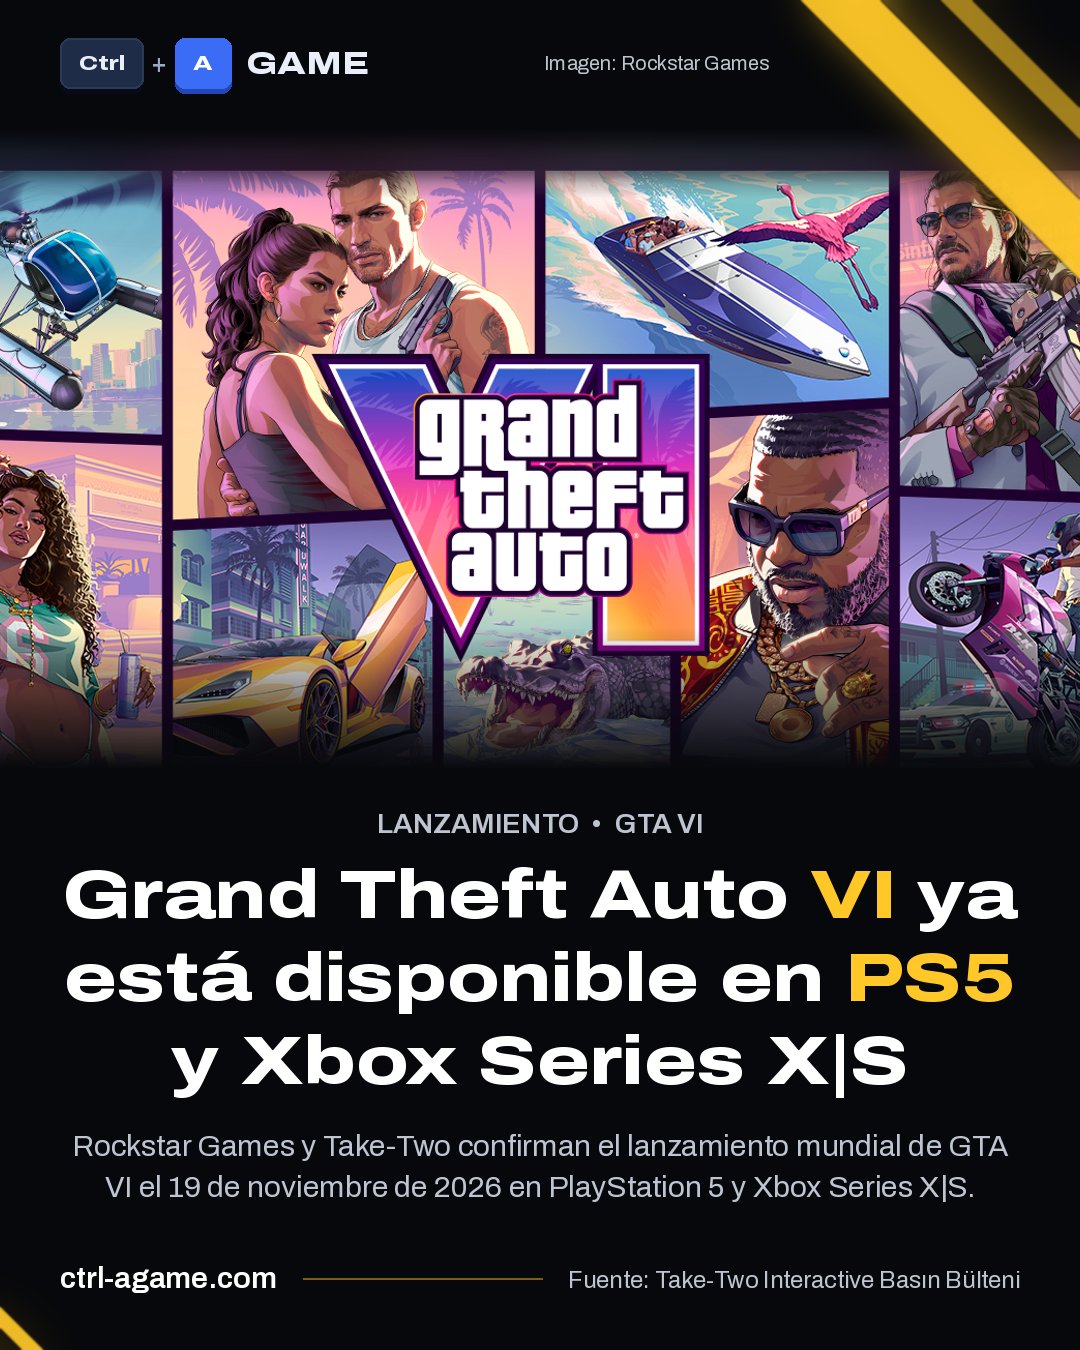 Ctrl + A GAME
Imagen: Rockstar Games
VI
grand
theft
auto
LANZAMIENTO • GTA VI
Grand Theft Auto VI ya
está disponible en PS5
y Xbox Series X|S
Rockstar Games y Take-Two confirman el lanzamiento mundial de GTA
VI el 19 de noviembre de 2026 en PlayStation 5 y Xbox Series X|S.
ctrl-agame.com
Fuente: Take-Two Interactive Basın Bülteni